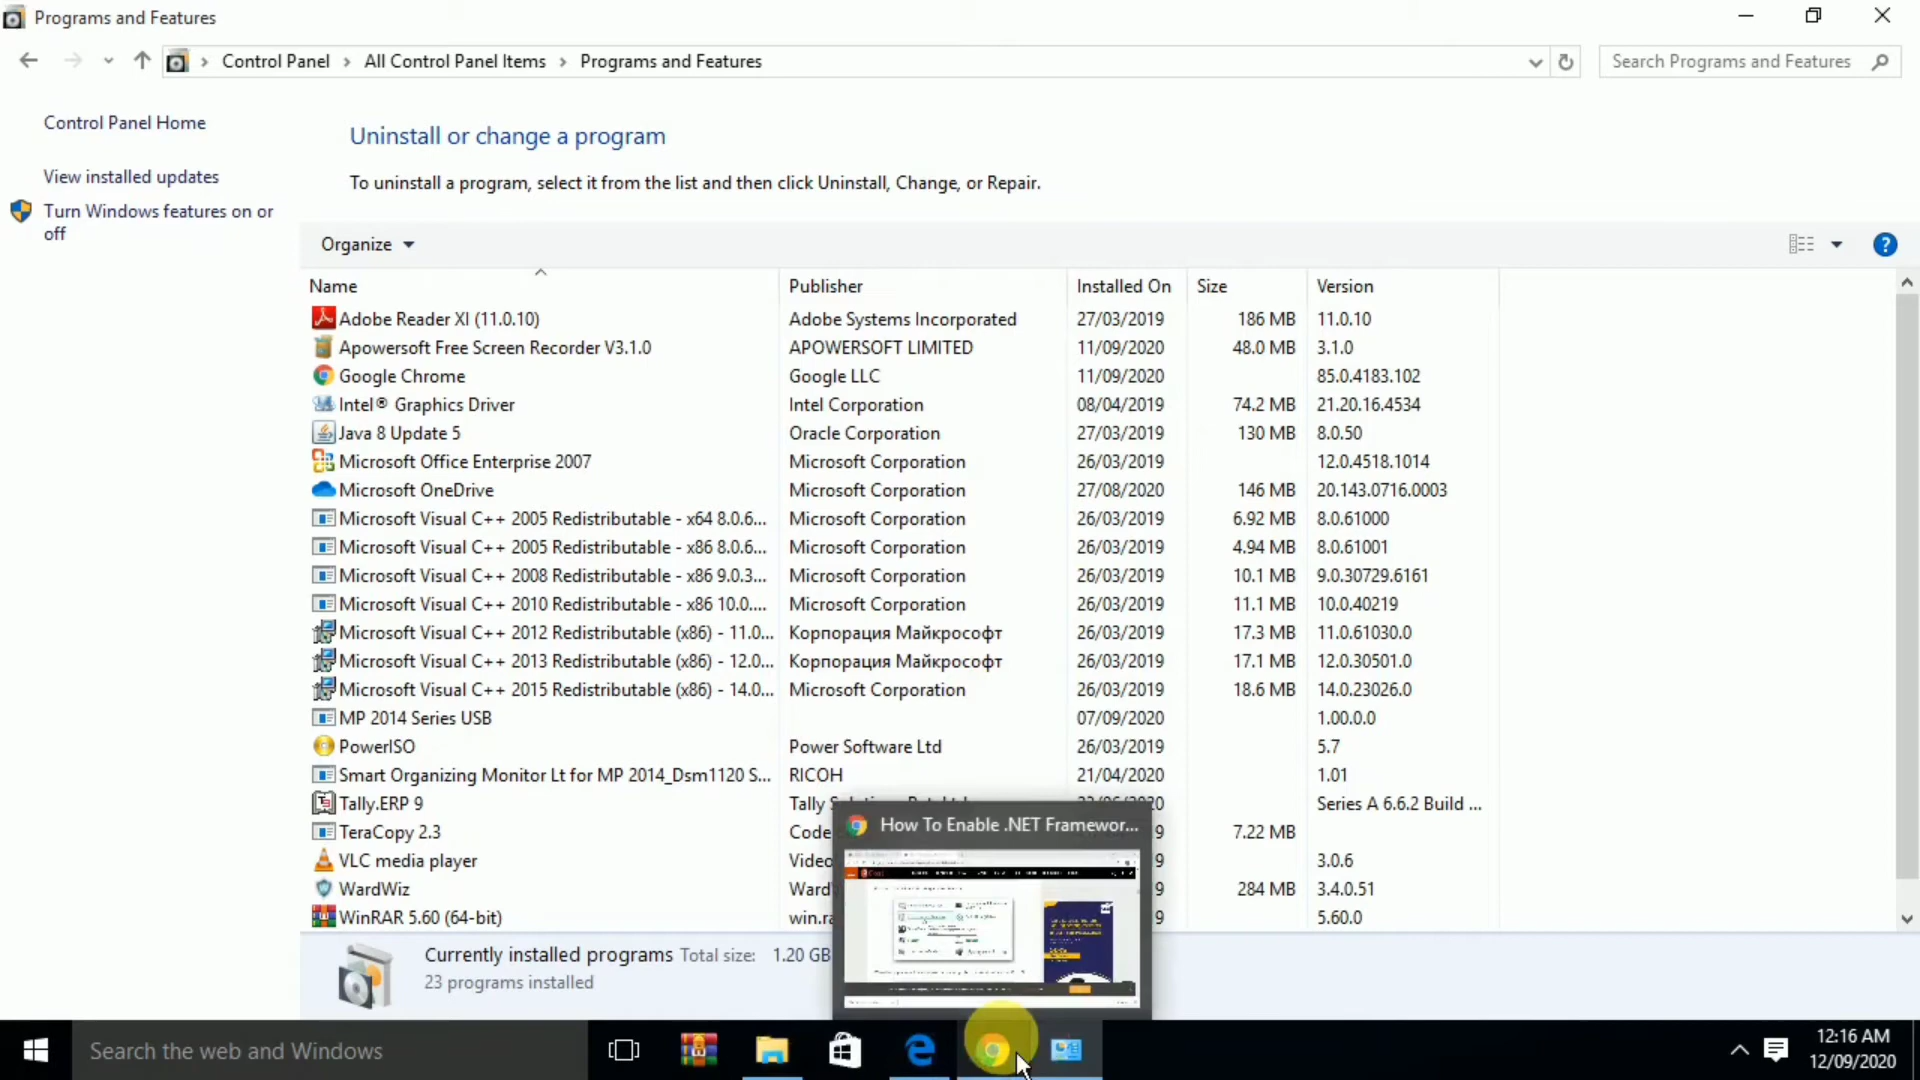 Programs and Features
Control Panel > All Control Panel Items > Programs and Features
Search Programs and Features
Control Panel Home
View installed updates
Turn Windows features on or
off
Uninstall or change a program
To uninstall a program, select it from the list and then click Uninstall, Change, or Repair.
Organize
Name Publisher Installed On Size Version
Adobe Reader XI (11.0.10) Adobe Systems Incorporated 27/03/2019 186 MB 11.0.10
Apowersoft Free Screen Recorder V3.1.0 APOWERSOFT LIMITED 11/09/2020 48.0 MB 3.1.0
Google Chrome Google LLC 11/09/2020 85.0.4183.102
Intel® Graphics Driver Intel Corporation 08/04/2019 74.2 MB 21.20.16.4534
Java 8 Update 5 Oracle Corporation 27/03/2019 130 MB 8.0.50
Microsoft Office Enterprise 2007 Microsoft Corporation 26/03/2019 12.0.4518.1014
Microsoft OneDrive Microsoft Corporation 27/08/2020 146 MB 20.143.0716.0003
Microsoft Visual C++ 2005 Redistributable - x64 8.0.6... Microsoft Corporation 26/03/2019 6.92 MB 8.0.61000
Microsoft Visual C++ 2005 Redistributable - x86 8.0.6... Microsoft Corporation 26/03/2019 4.94 MB 8.0.61001
Microsoft Visual C++ 2008 Redistributable - x86 9.0.3... Microsoft Corporation 26/03/2019 10.1 MB 9.0.30729.6161
Microsoft Visual C++ 2010 Redistributable - x86 10.0.... Microsoft Corporation 26/03/2019 11.1 MB 10.0.40219
Microsoft Visual C++ 2012 Redistributable (x86) - 11.0... Корпорация Майкрософт 26/03/2019 17.3 MB 11.0.61030.0
Microsoft Visual C++ 2013 Redistributable (x86) - 12.0... Корпорация Майкрософт 26/03/2019 17.1 MB 12.0.30501.0
Microsoft Visual C++ 2015 Redistributable (x86) - 14.0... Microsoft Corporation 26/03/2019 18.6 MB 14.0.23026.0
MP 2014 Series USB 07/09/2020 1.00.0.0
PowerISO Power Software Ltd 26/03/2019 5.7
Smart Organizing Monitor Lt for MP 2014_Dsm1120 S... RICOH 21/04/2020 1.01
Tally.ERP 9 Tally Series A 6.6.2 Build ...
TeraCopy 2.3 Code 9 7.22 MB
How To Enable .NET Framewor...
VLC media player Video 9 3.0.6
WardWiz Ward 9 284 MB 3.4.0.51
WinRAR 5.60 (64-bit) win.ra 9 5.60.0
Currently installed programs Total size: 1.20 GB
23 programs installed
Search the web and Windows
12:16 AM
12/09/2020